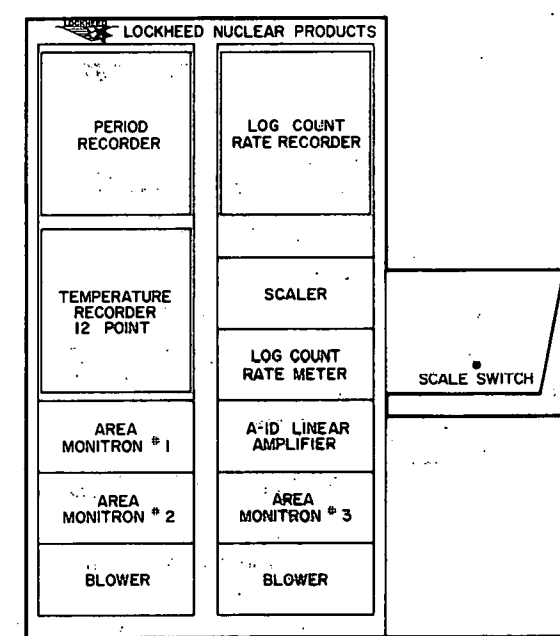 LOCKHEED
LOCKHEED NUCLEAR PRODUCTS
PERIOD
RECORDER
TEMPERATURE
RECORDER
12 POINT
AREA
MONITRON # 1
AREA
MONITRON # 2
BLOWER
LOG COUNT
RATE RECORDER
SCALER
LOG COUNT
RATE METER
A-1D LINEAR
AMPLIFIER
AREA
MONITRON # 3
BLOWER
SCALE SWITCH